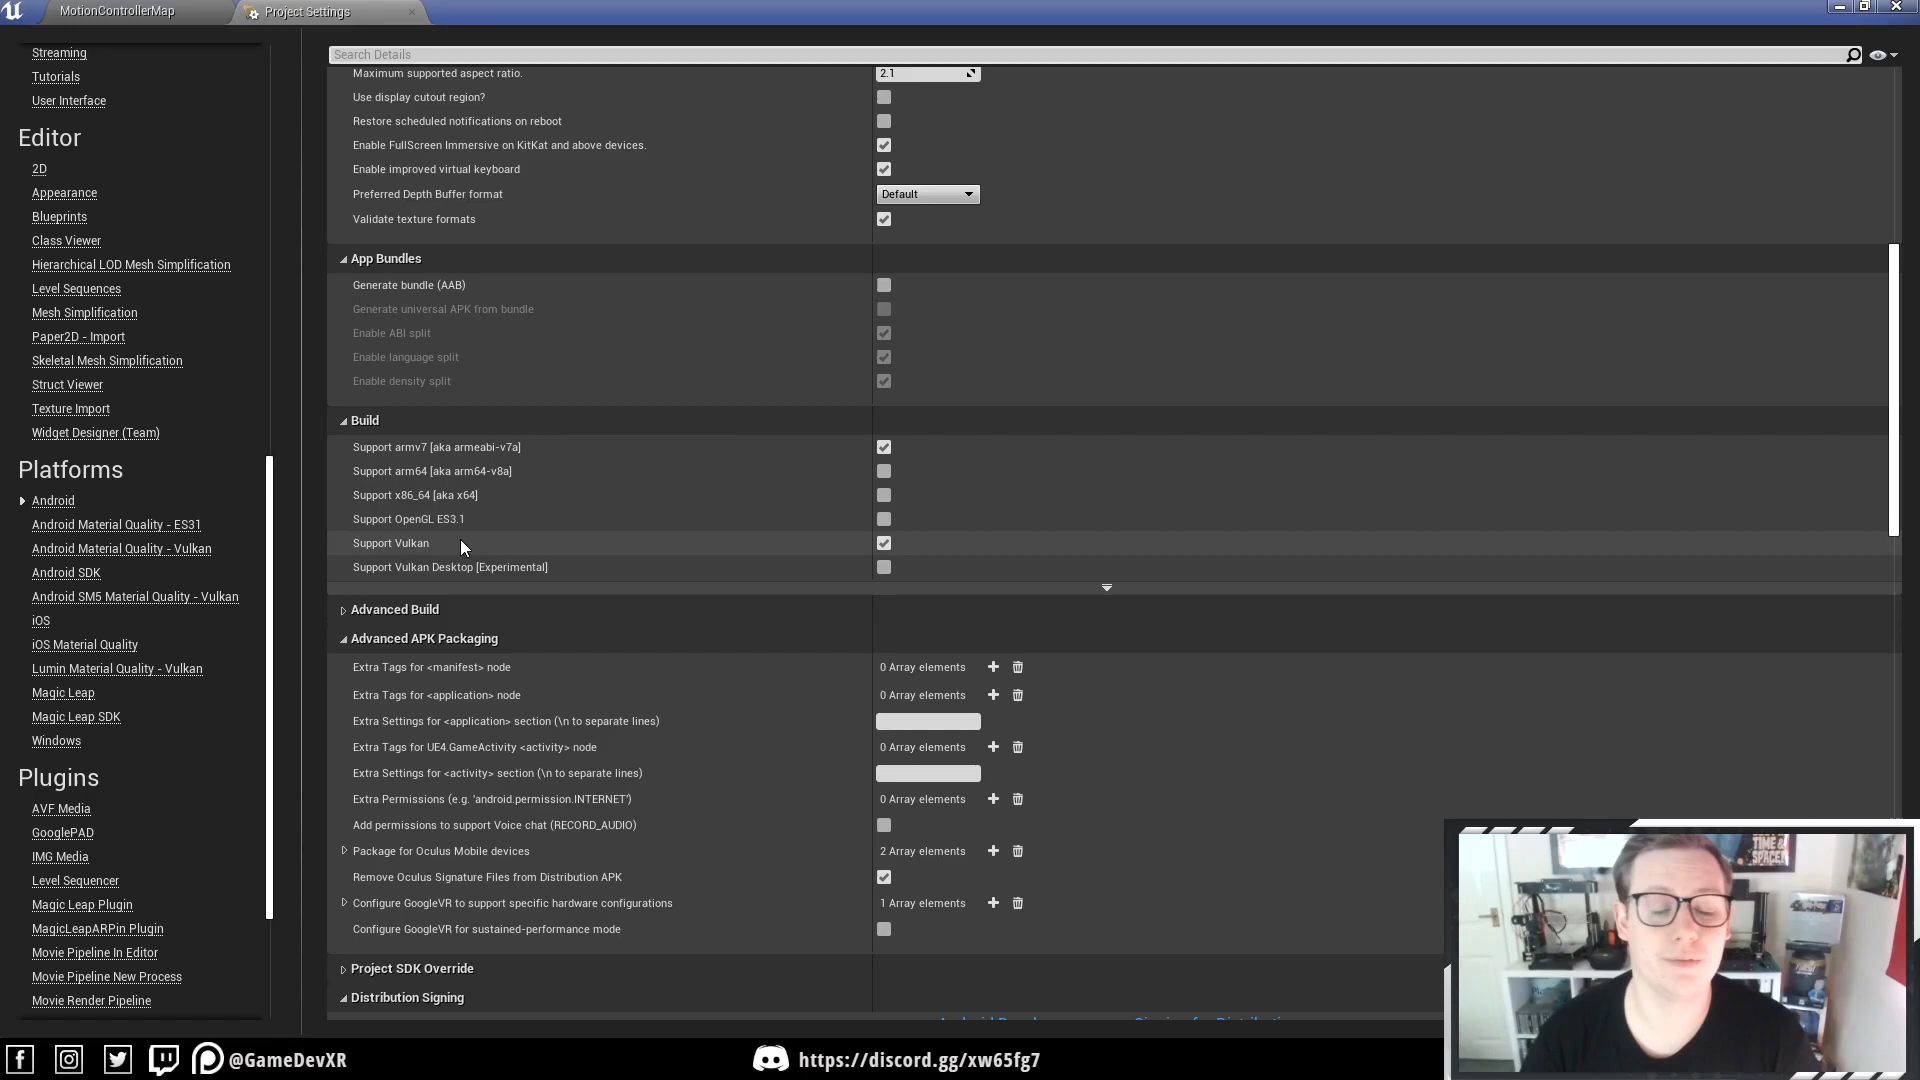 MotionControllerMap
Project Settings
Search Details
Streaming
Tutorials
User Interface
Editor
2D
Appearance
Blueprints
Class Viewer
Hierarchical LOD Mesh Simplification
Level Sequences
Mesh Simplification
Paper2D - Import
Skeletal Mesh Simplification
Struct Viewer
Texture Import
Widget Designer (Team)
Platforms
Android
Android Material Quality - ES31
Android Material Quality - Vulkan
Android SDK
Android SM5 Material Quality - Vulkan
iOS
iOS Material Quality
Lumin Material Quality - Vulkan
Magic Leap
Magic Leap SDK
Windows
Plugins
AVF Media
GooglePAD
IMG Media
Level Sequencer
Magic Leap Plugin
MagicLeapARPin Plugin
Movie Pipeline In Editor
Movie Pipeline New Process
Movie Render Pipeline
Maximum supported aspect ratio. 2.1
Use display cutout region?
Restore scheduled notifications on reboot
Enable FullScreen Immersive on KitKat and above devices.
Enable improved virtual keyboard
Preferred Depth Buffer format Default
Validate texture formats
App Bundles
Generate bundle (AAB)
Generate universal APK from bundle
Enable ABI split
Enable language split
Enable density split
Build
Support armv7 [aka armeabi-v7a]
Support arm64 [aka arm64-v8a]
Support x86_64 [aka x64]
Support OpenGL ES3.1
Support Vulkan
Support Vulkan Desktop [Experimental]
Advanced Build
Advanced APK Packaging
Extra Tags for <manifest> node 0 Array elements
Extra Tags for <application> node 0 Array elements
Extra Settings for <application> section (\n to separate lines)
Extra Tags for UE4.GameActivity <activity> node 0 Array elements
Extra Settings for <activity> section (\n to separate lines)
Extra Permissions (e.g. 'android.permission.INTERNET') 0 Array elements
Add permissions to support Voice chat (RECORD_AUDIO)
Package for Oculus Mobile devices 2 Array elements
Remove Oculus Signature Files from Distribution APK
Configure GoogleVR to support specific hardware configurations 1 Array elements
Configure GoogleVR for sustained-performance mode
Project SDK Override
Distribution Signing
TIME &
SPACE!
@GameDevXR
https://discord.gg/xw65fg7